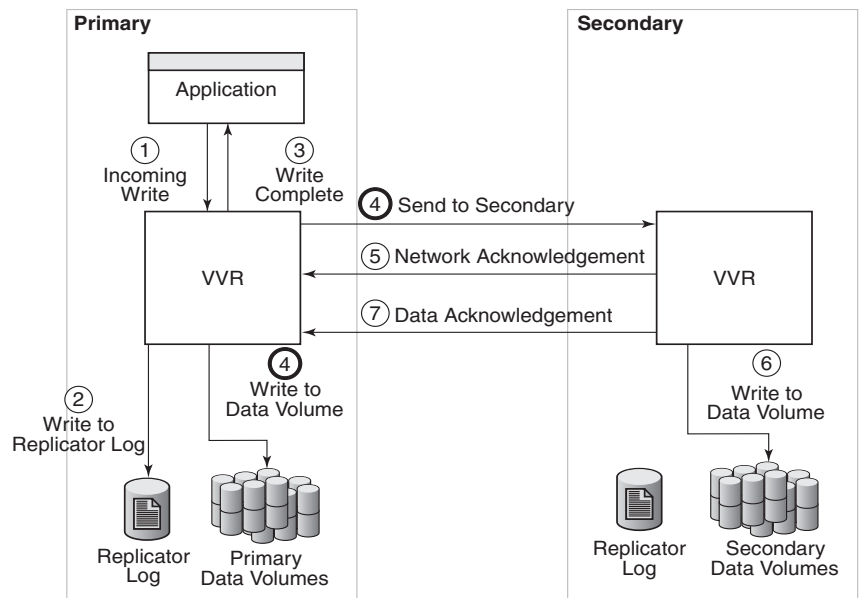 Primary
Secondary
Application
1
Incoming
Write
3
Write
Complete
4 Send to Secondary
5 Network Acknowledgement
VVR
VVR
7 Data Acknowledgement
4
Write to
Data Volume
6
Write to
Data Volume
2
Write to
Replicator Log
Replicator
Log
Primary
Data Volumes
Replicator
Log
Secondary
Data Volumes